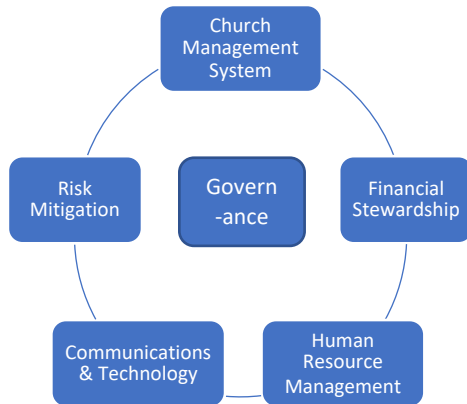 Church
Management
System
Risk
Mitigation
Govern
-ance
Financial
Stewardship
Communications
& Technology
Human
Resource
Management